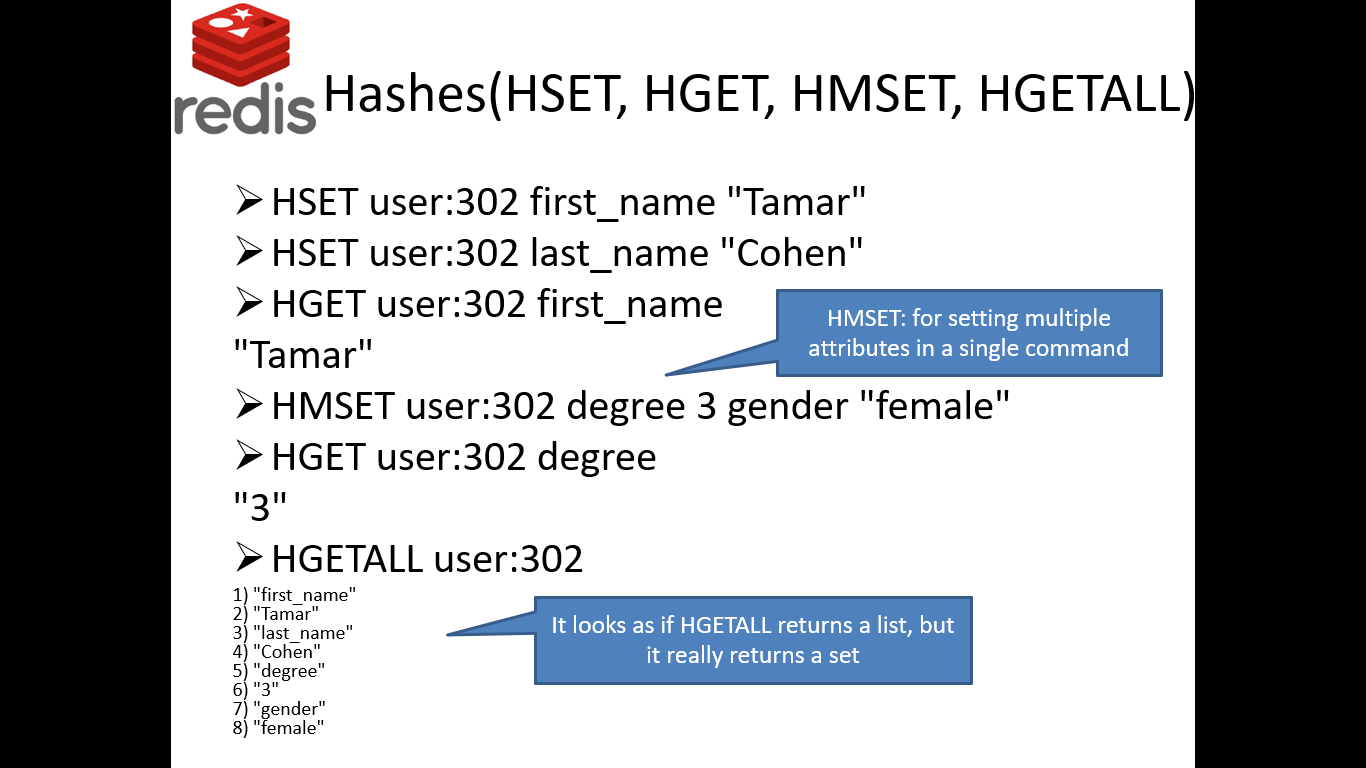 redis
Hashes(HSET, HGET, HMSET, HGETALL)
HSET user:302 first_name "Tamar"
HSET user:302 last_name "Cohen"
HGET user:302 first_name
"Tamar"
HMSET: for setting multiple
attributes in a single command
HMSET user:302 degree 3 gender "female"
HGET user:302 degree
"3"
HGETALL user:302
1) "first_name"
2) "Tamar"
3) "last_name"
4) "Cohen"
5) "degree"
6) "3"
7) "gender"
8) "female"
It looks as if HGETALL returns a list, but
it really returns a set